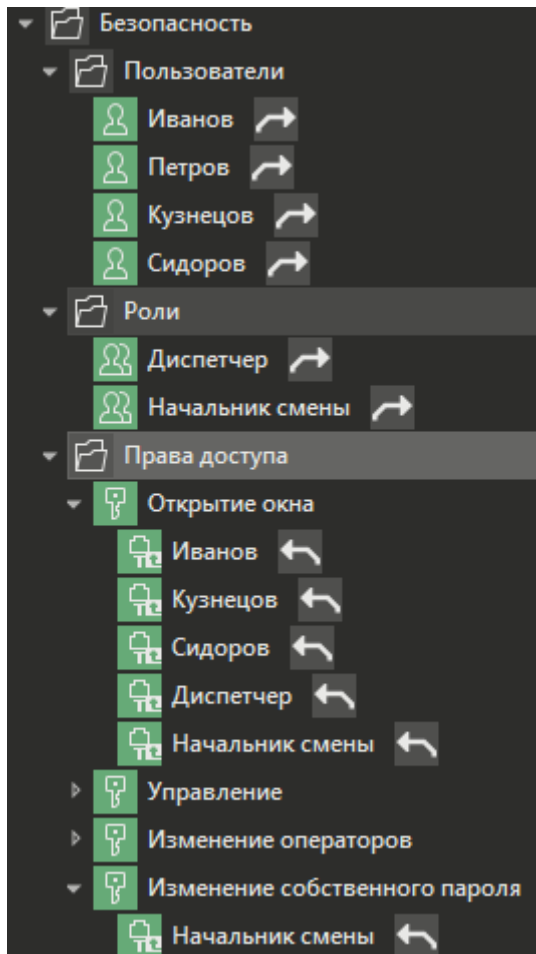 Безопасность
Пользователи
Иванов
Петров
Кузнецов
Сидоров
Роли
Диспетчер
Начальник смены
Права доступа
Открытие окна
Иванов
Кузнецов
Сидоров
Диспетчер
Начальник смены
Управление
Изменение операторов
Изменение собственного пароля
Начальник смены